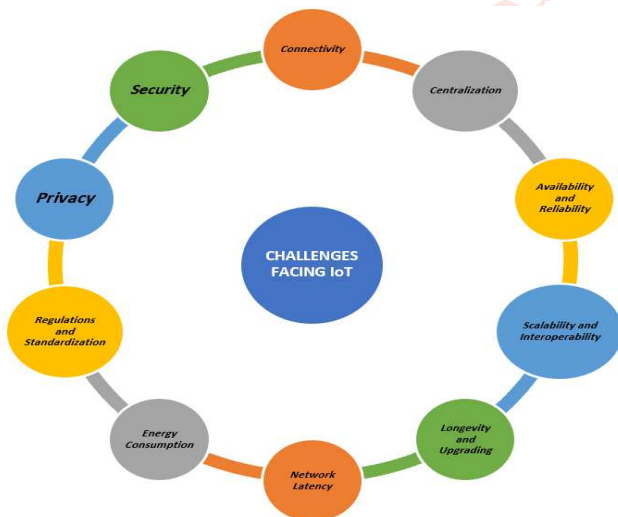 Connectivity
Security
Centralization
Privacy
Availability
and
Reliability
CHALLENGES
FACING IoT
Regulations
and
Standardization
Scalability and
Interoperability
Energy
Consumption
Longevity
and
Upgrading
Network
Latency